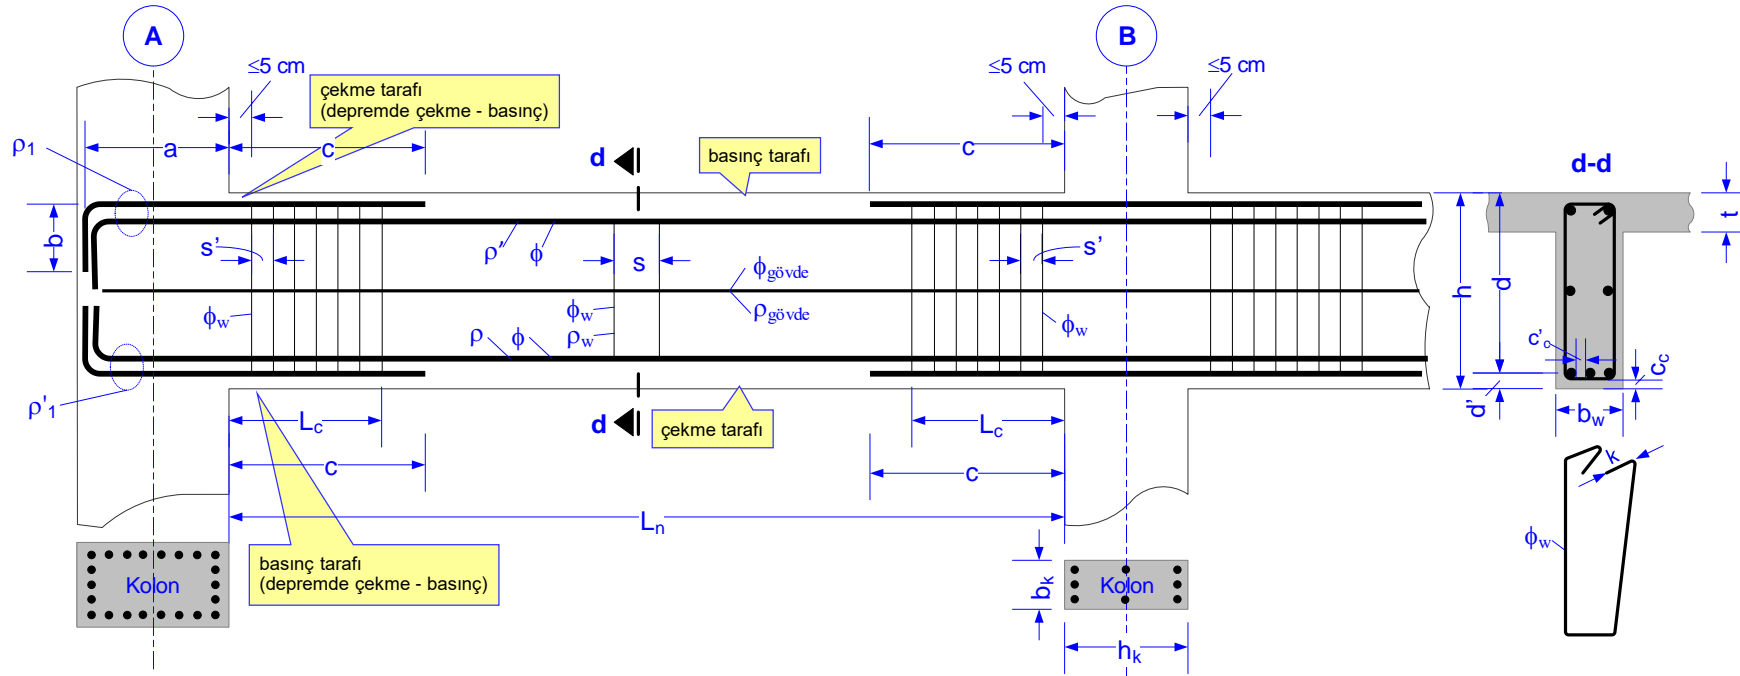 A
B
≤5 cm
≤5 cm
≤5 cm
çekme tarafı
(depremde çekme - basınç)
ρ1
a
c
c
d
basınç tarafı
d-d
b
s'
ρ'
ϕ
s
s'
ϕgövde
ρgövde
h
d
t
ϕw
ϕw
ρw
ϕw
ρ
ϕ
c'c
cc
d'
bw
ρ'1
Lc
d
çekme tarafı
Lc
c
c
k
Ln
ϕw
basınç tarafı
(depremde çekme - basınç)
Kolon
bk
Kolon
hk